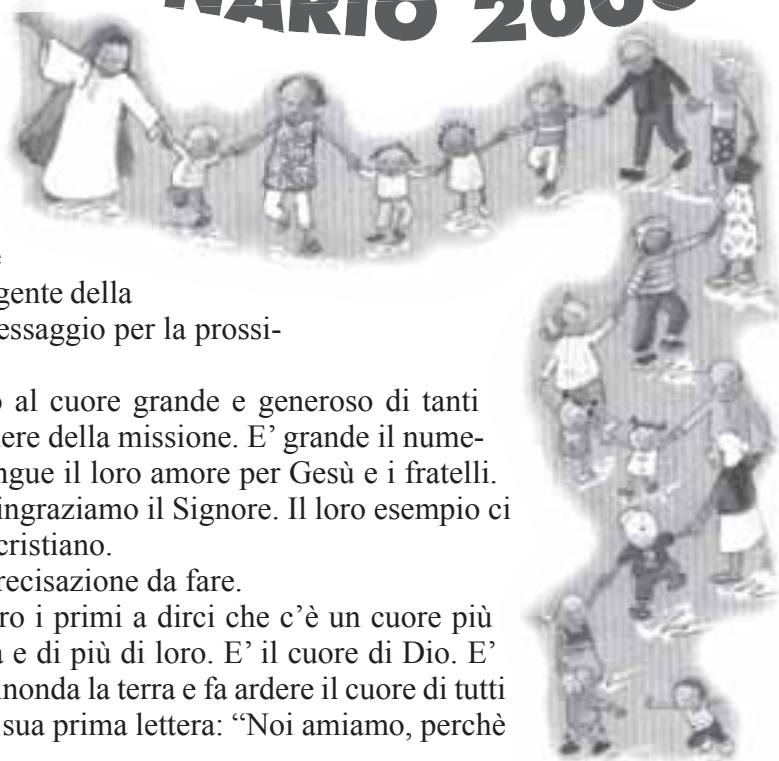 NARIO 200
gente della
essaggio per la prossi-
al cuore grande e generoso di tanti
ere della missione. E' grande il nume-
ngue il loro amore per Gesù e i fratelli.
ingraziamo il Signore. Il loro esempio ci
cristiano.
recisazione da fare.
ro i primi a dirci che c'è un cuore più
a e di più di loro. E' il cuore di Dio. E'
nonda la terra e fa ardere il cuore di tutti
sua prima lettera: “Noi amiamo, perchè